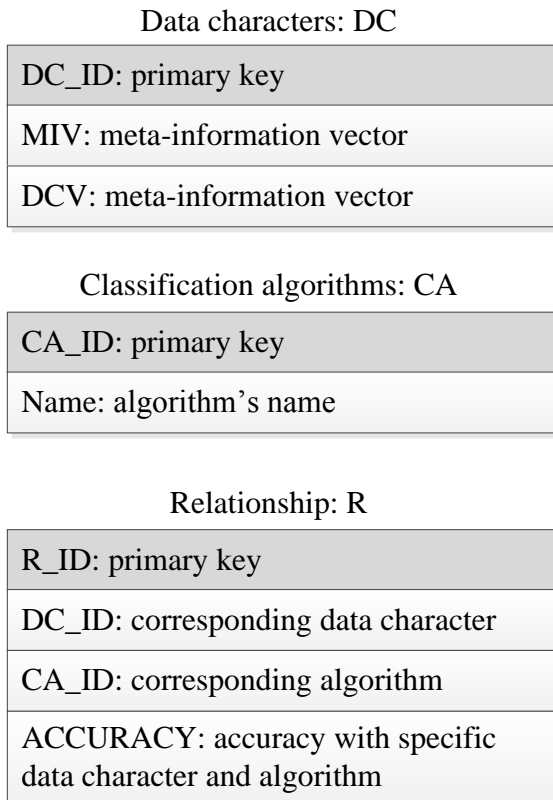 Data characters: DC
DC_ID: primary key
MIV: meta-information vector
DCV: meta-information vector
Classification algorithms: CA
CA_ID: primary key
Name: algorithm’s name
Relationship: R
R_ID: primary key
DC_ID: corresponding data character
CA_ID: corresponding algorithm
ACCURACY: accuracy with specific
data character and algorithm